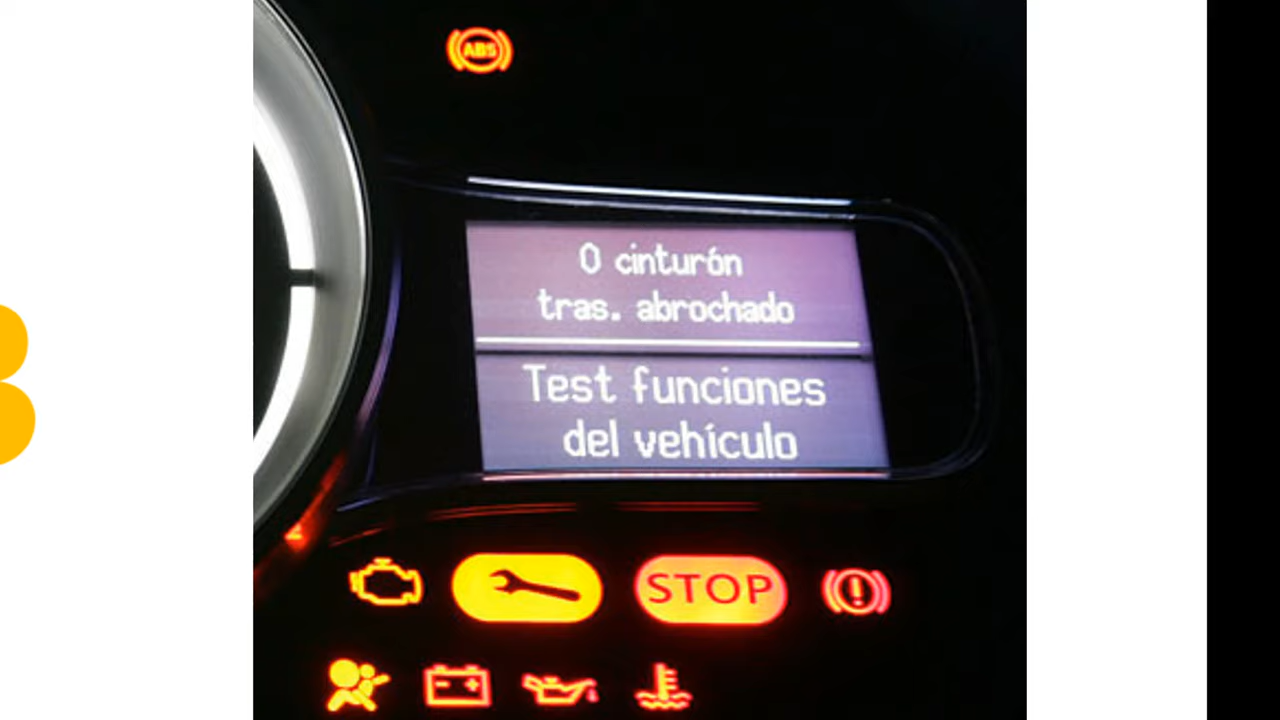 ABS
0 cinturón
tras. abrochado
Test funciones
del vehículo
STOP